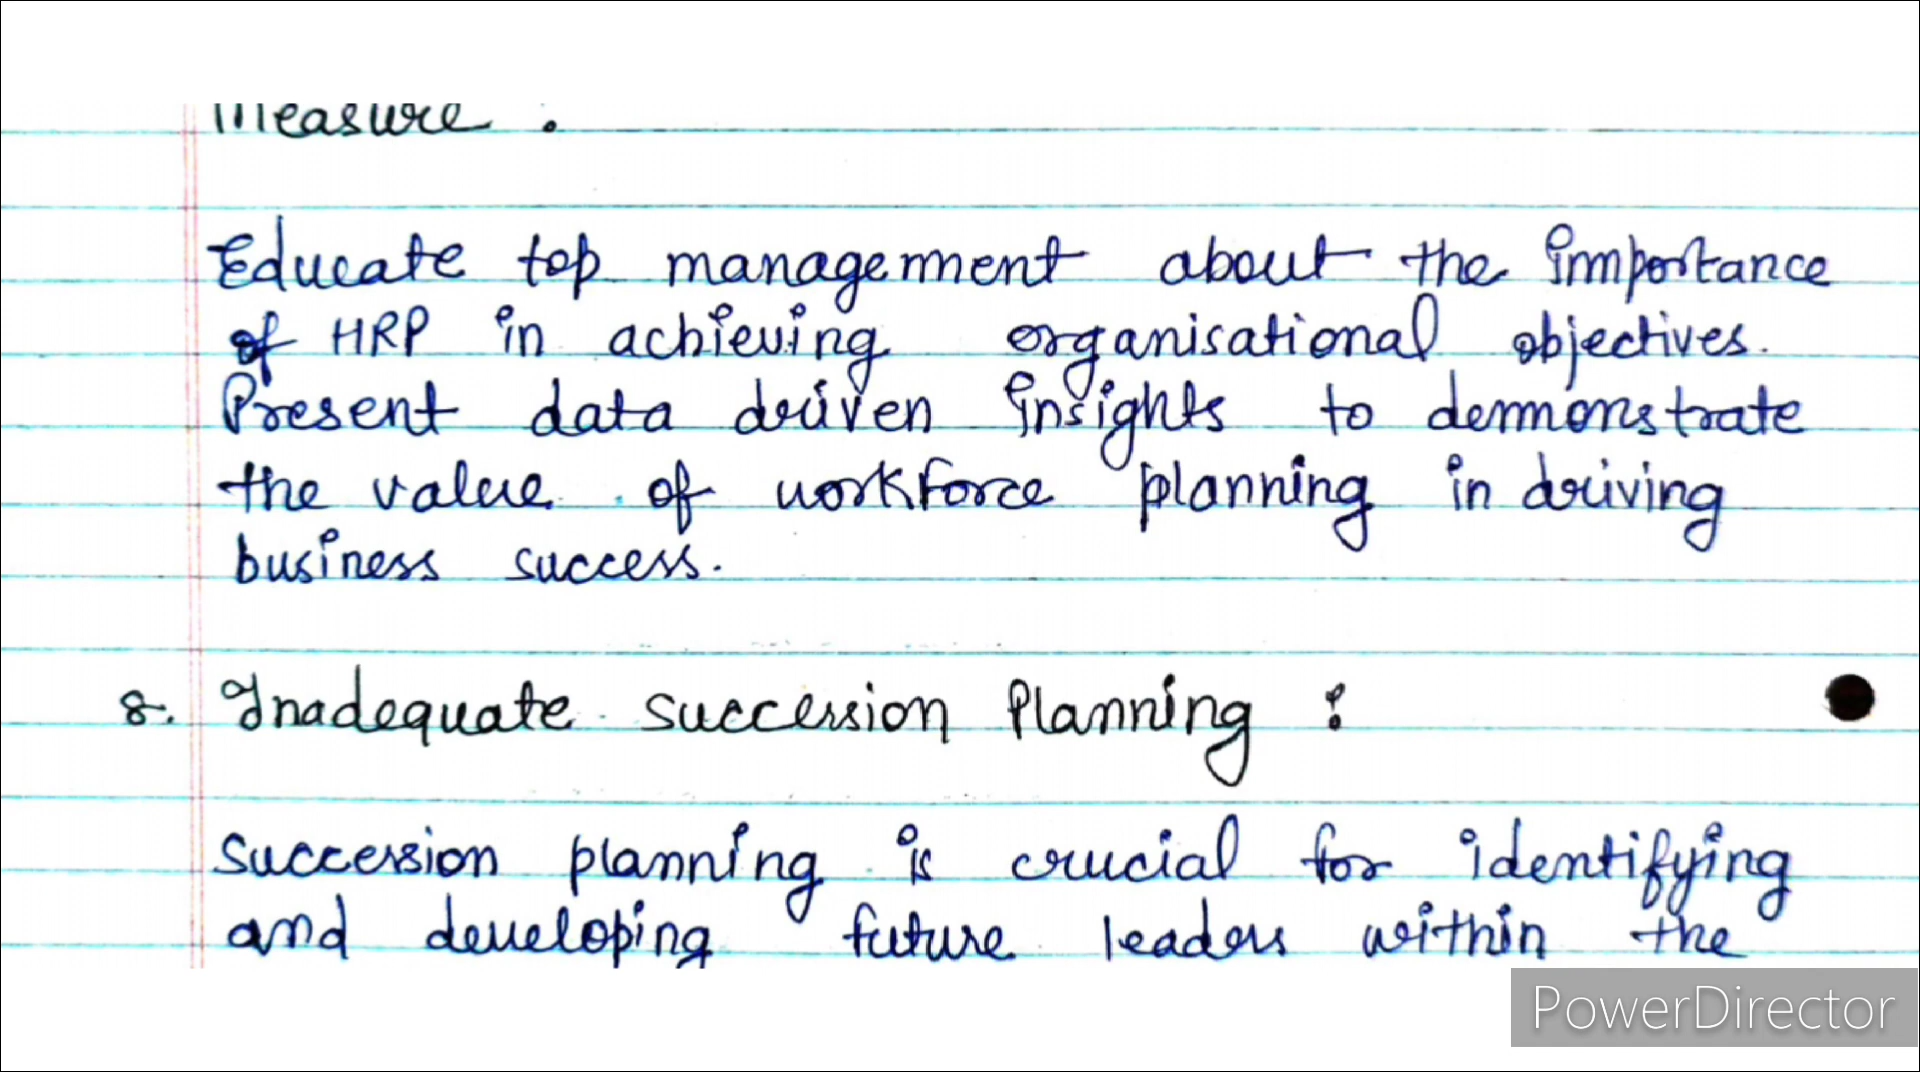 Measure .
Educate top management about the importance
of HRP in achieving organisational objectives.
Present data driven insights to demonstrate
the value of workforce planning in driving
business success.
8. Inadequate succession Planning :
succession planning is crucial for identifying
and developing future leaders within the
PowerDirector